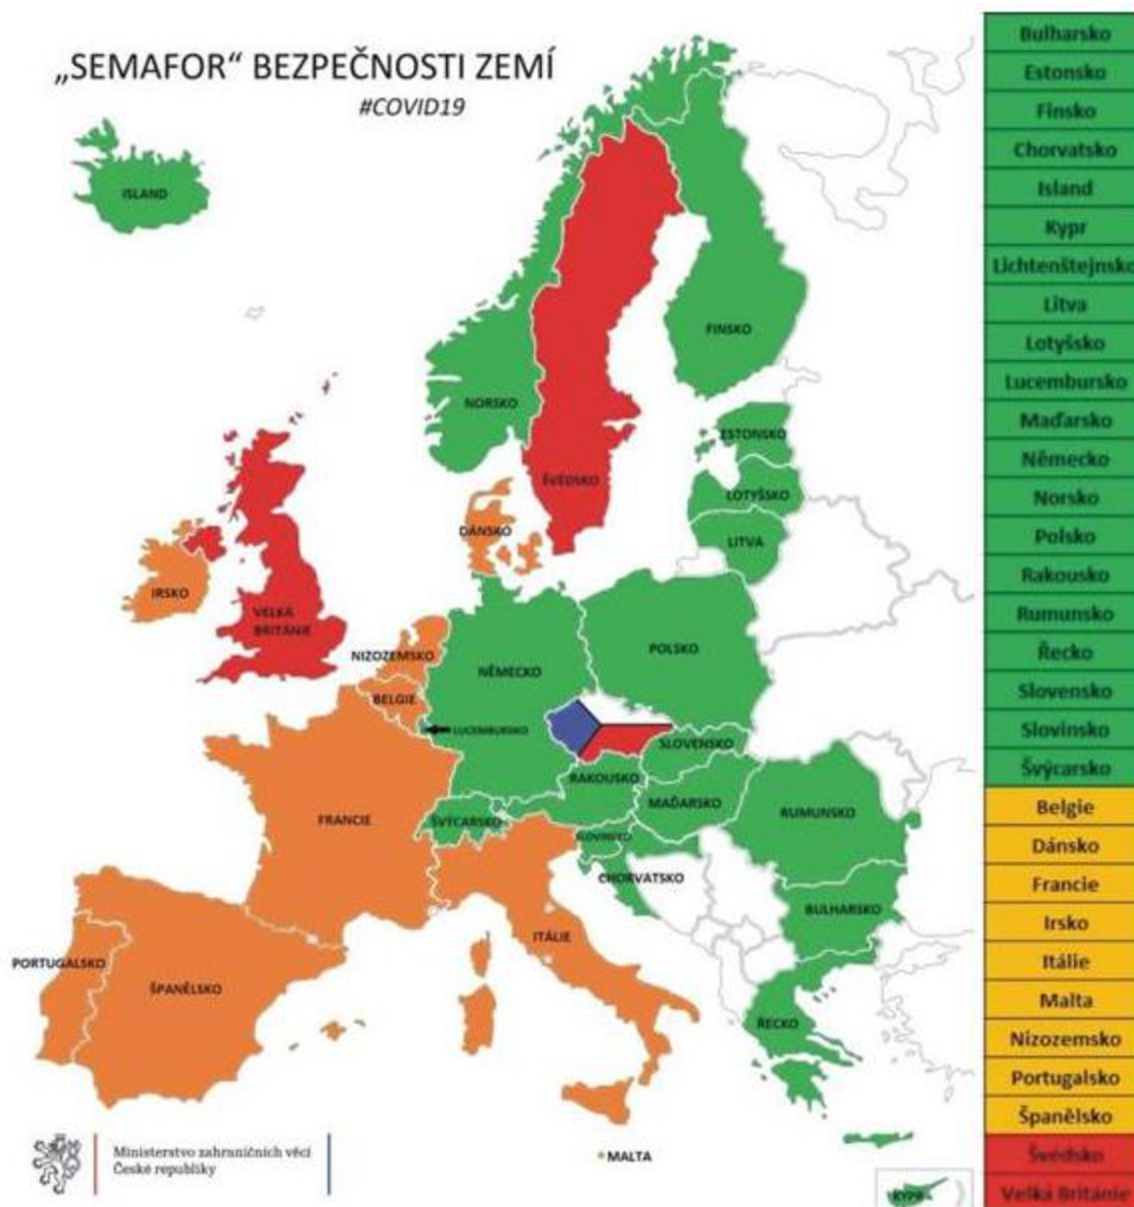 „SEMAFOR“ BEZPEČNOSTI ZEMÍ
#COVID19
ISLAND
FINSKO
NORSKO
ESTONSKO
ŠVÉDSKO
LOTYŠSKO
DÁNSKO
LITVA
IRSKO
VELKÁ
BRITÁNIE
NIZOZEMSKO
POLSKO
NĚMECKO
BELGIE
LUCEMBURSKO
SLOVENSKO
RAKOUSKO
MAĎARSKO
RUMUNSKO
FRANCIE
ŠVÝCARSKO
SLOVINSKO
CHORVATSKO
BULHARSKO
ITÁLIE
PORTUGALSKO
ŠPANĚLSKO
ŘECKO
MALTA
KYPR
Ministerstvo zahraničních věcí
České republiky
Bulharsko
Estonsko
Finsko
Chorvatsko
Island
Kypr
Lichtenštejnsko
Litva
Lotyšsko
Lucembursko
Maďarsko
Německo
Norsko
Polsko
Rakousko
Rumunsko
Řecko
Slovensko
Slovinsko
Švýcarsko
Belgie
Dánsko
Francie
Irsko
Itálie
Malta
Nizozemsko
Portugalsko
Španělsko
Švédsko
Velká Británie